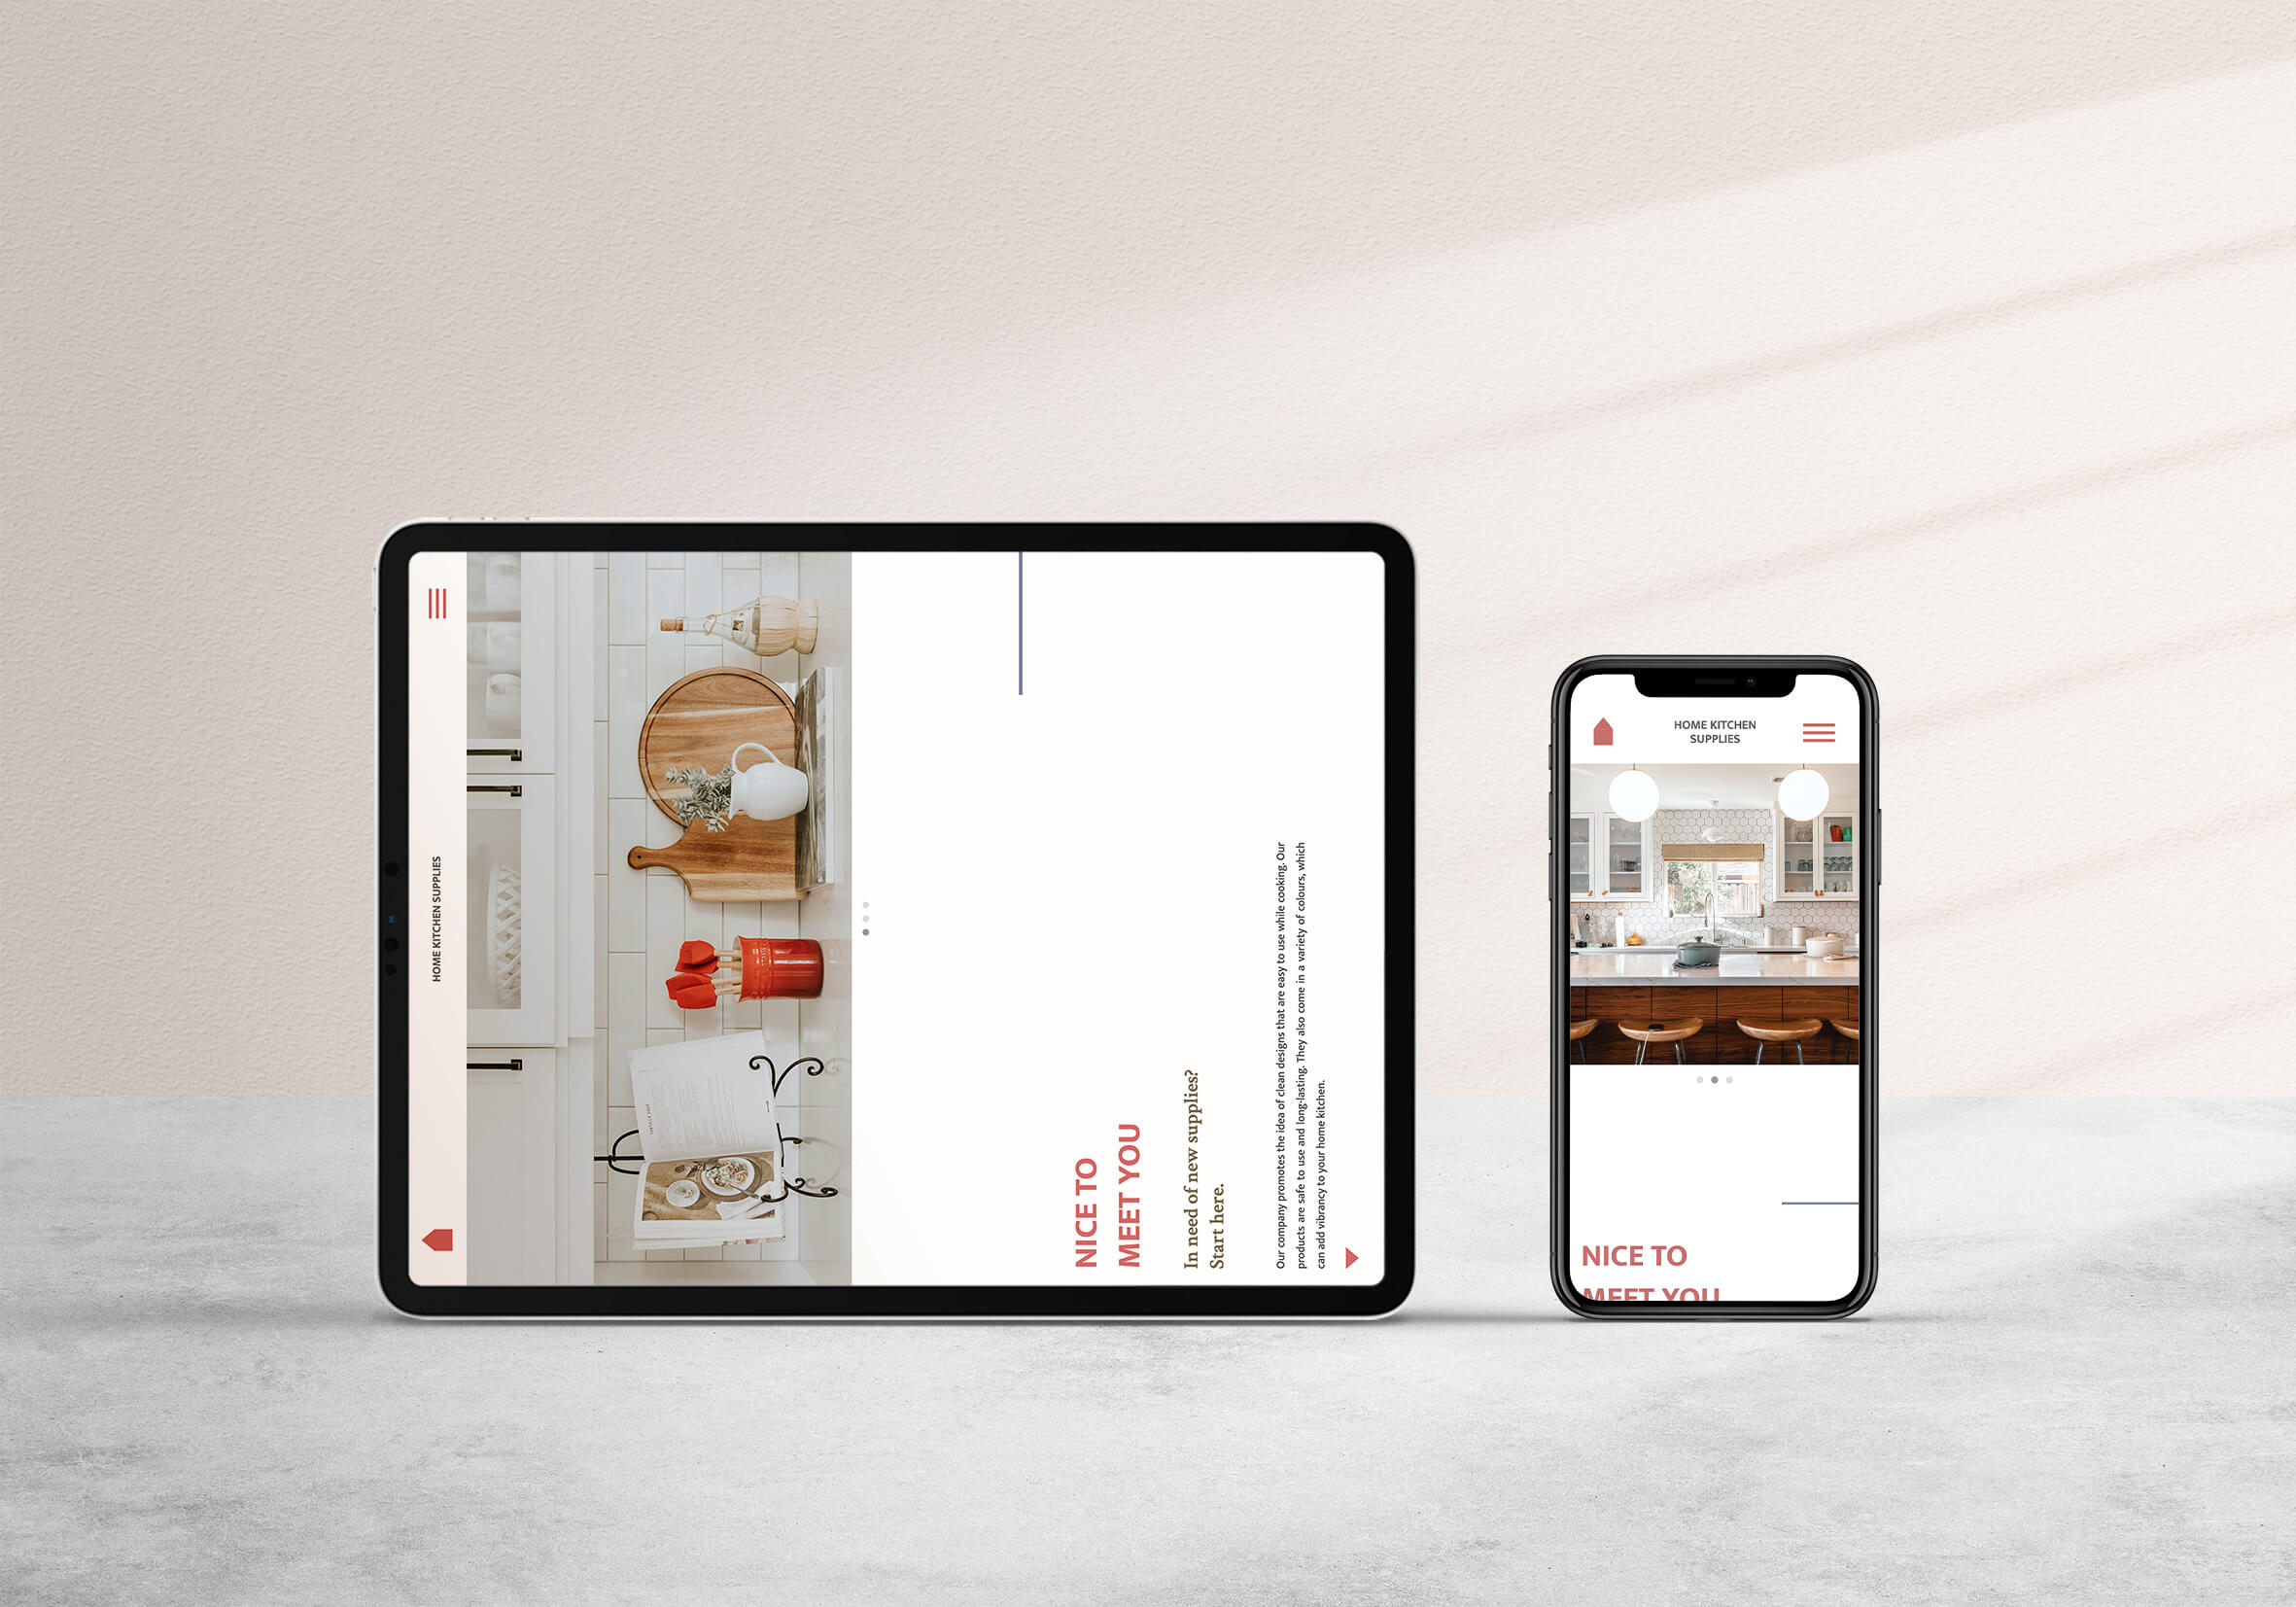 HOME KITCHEN SUPPLIES
NICE TO
MEET YOU
In need of new supplies?
Start here.
Our company promotes the idea of clean designs that are easy to use while cooking. Our
products are safe to use and long-lasting. They also come in a variety of colours, which
can add vibrancy to your home kitchen.
HOME KITCHEN
SUPPLIES
NICE TO
MEET YOU